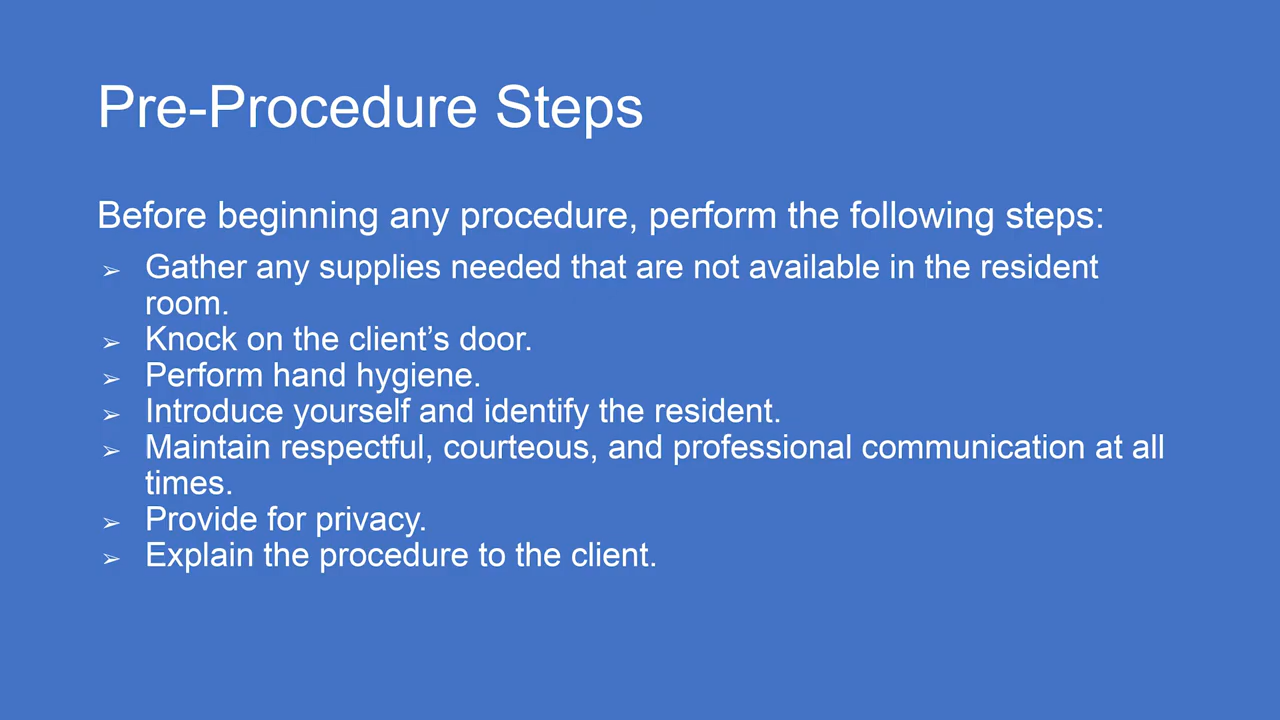 Pre-Procedure Steps
Before beginning any procedure, perform the following steps:
➢ Gather any supplies needed that are not available in the resident
room.
➢ Knock on the client’s door.
➢ Perform hand hygiene.
➢ Introduce yourself and identify the resident.
➢ Maintain respectful, courteous, and professional communication at all
times.
➢ Provide for privacy.
➢ Explain the procedure to the client.